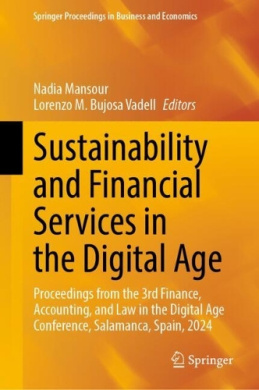 Springer Proceedings in Business and Economics
Nadia Mansour
Lorenzo M. Bujosa Vadell Editors
Sustainability
and Financial
Services in
the Digital Age
Proceedings from the 3rd Finance,
Accounting, and Law in the Digital Age
Conference, Salamanca, Spain, 2024
Springer